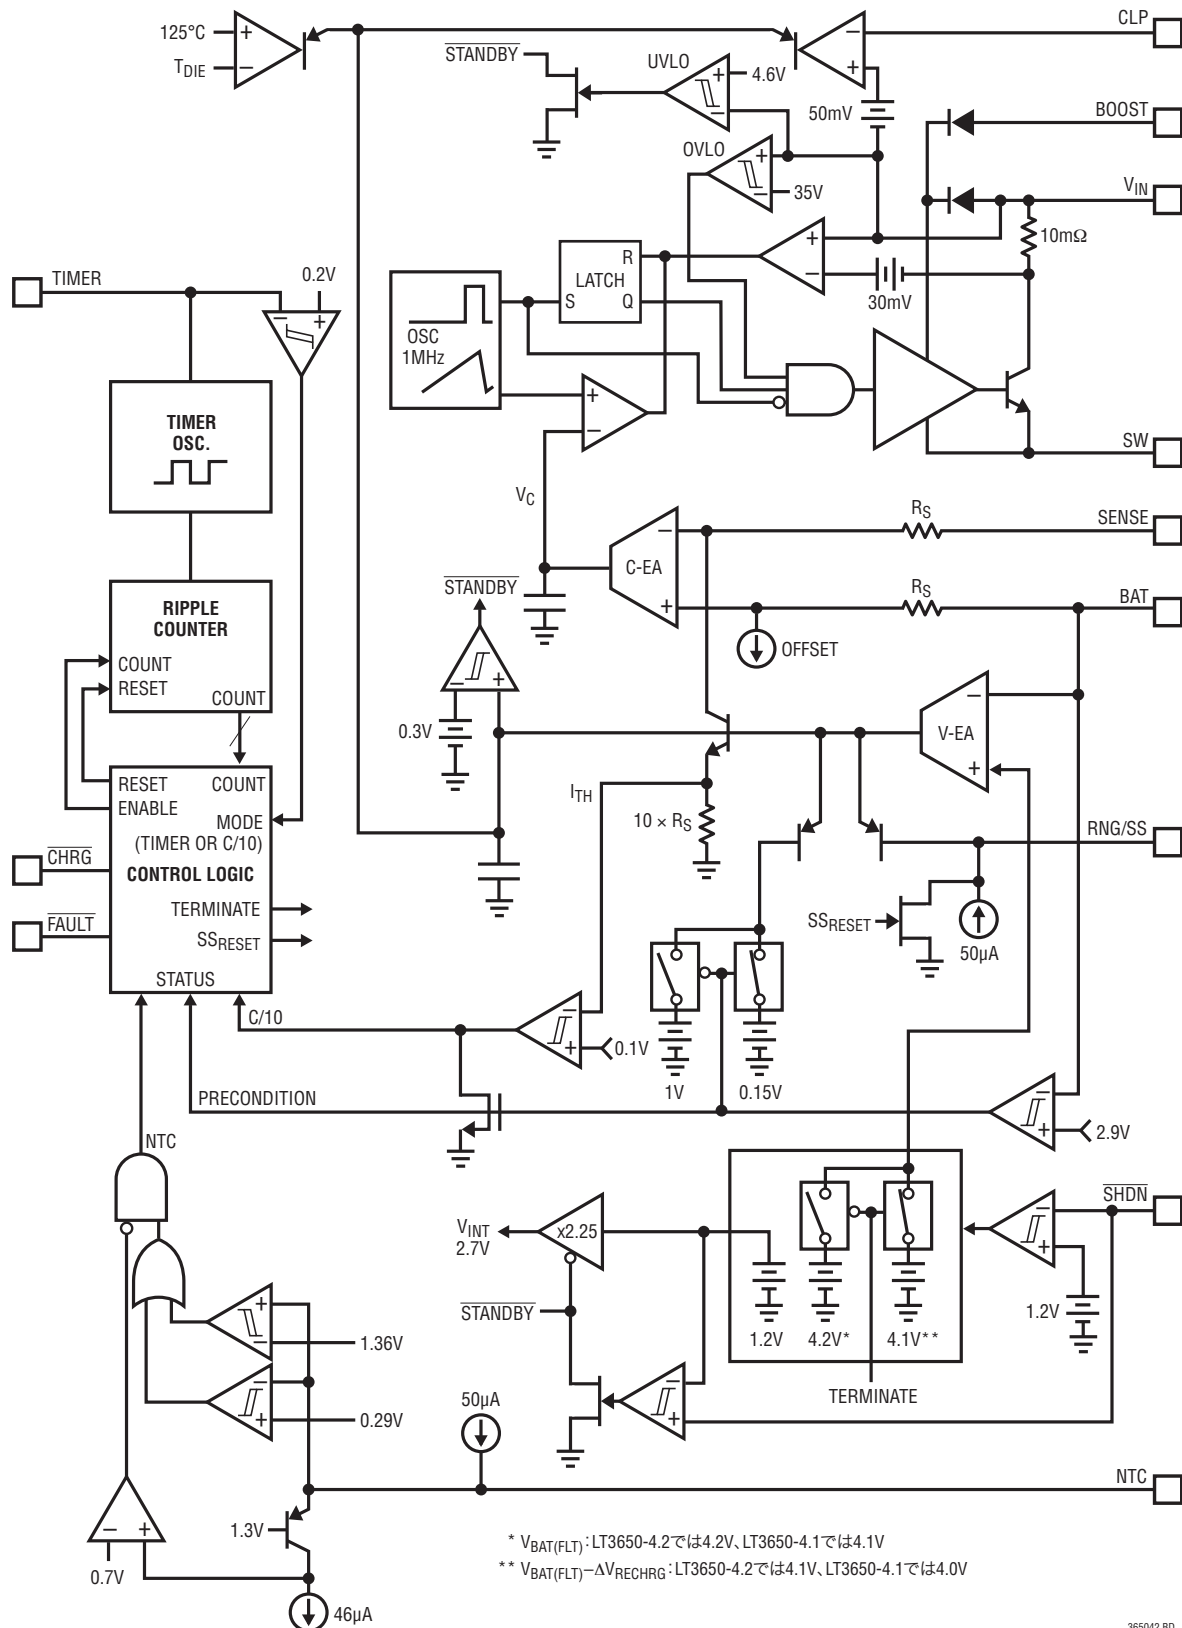 CLP
125°C
+
−
TDIE
−
+
STANDBY
UVLO
+
−
4.6V
50mV
BOOST
OVLO
+
−
35V
VIN
10mΩ
+
−
30mV
TIMER
0.2V
−
+
R
LATCH
S
Q
OSC
1MHz
TIMER
OSC.
+
−
SW
VC
RS
SENSE
−
C-EA
+
RS
BAT
OFFSET
STANDBY
RIPPLE
COUNTER
COUNT
RESET
COUNT
−
+
0.3V
−
V-EA
+
RESET
COUNT
ENABLE
MODE
(TIMER OR C/10)
CONTROL LOGIC
CHRG
FAULT
TERMINATE
SSRESET
STATUS
ITH
10 × RS
RNG/SS
SSRESET
50µA
C/10
−
+
0.1V
1V
0.15V
PRECONDITION
−
+
2.9V
NTC
SHDN
−
+
1.2V
VINT
2.7V
x2.25
STANDBY
1.2V
4.2V*
4.1V**
TERMINATE
+
−
1.36V
−
+
0.29V
50µA
−
+
NTC
−
+
0.7V
1.3V
46µA
* VBAT(FLT)：LT3650-4.2では4.2V、LT3650-4.1では4.1V
** VBAT(FLT)–ΔVRECHRG：LT3650-4.2では4.1V、LT3650-4.1では4.0V
365042 BD